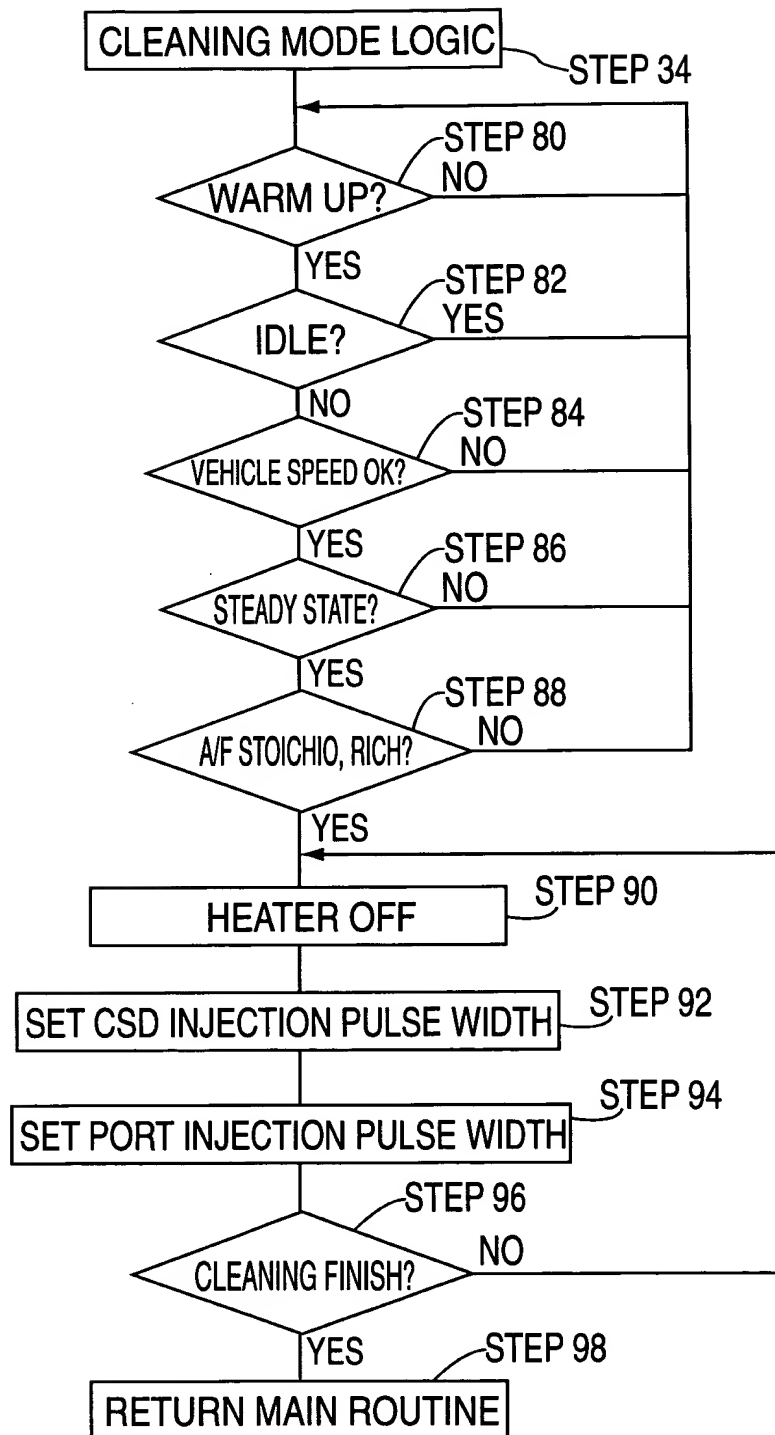 CLEANING MODE LOGIC
STEP 34
STEP 80
WARM UP?
NO
YES
STEP 82
IDLE?
YES
NO
STEP 84
VEHICLE SPEED OK?
NO
YES
STEP 86
STEADY STATE?
NO
YES
STEP 88
A/F STOICHIO, RICH?
NO
YES
HEATER OFF
STEP 90
SET CSD INJECTION PULSE WIDTH
STEP 92
SET PORT INJECTION PULSE WIDTH
STEP 94
STEP 96
CLEANING FINISH?
NO
YES
STEP 98
RETURN MAIN ROUTINE